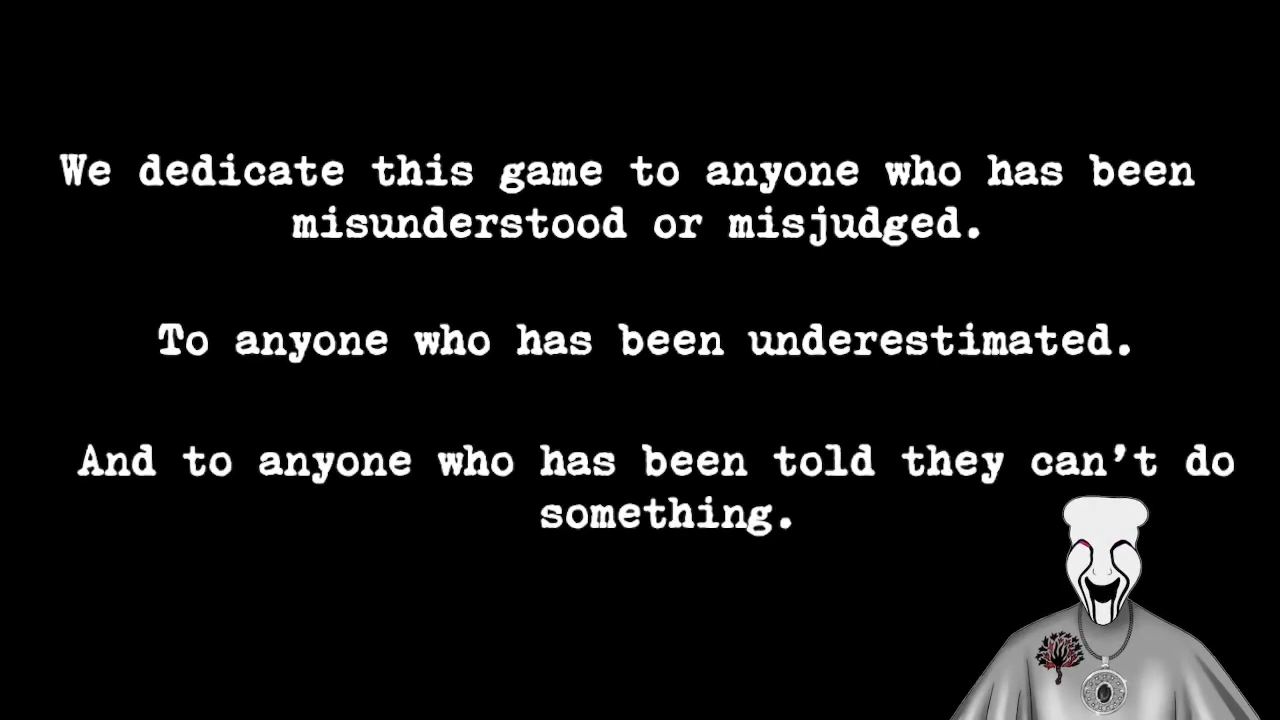 We dedicate this game to anyone who has been
misunderstood or misjudged.
To anyone who has been underestimated.
And to anyone who has been told they can't do
something.